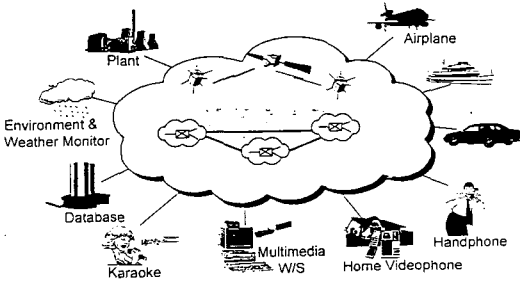 Plant
Airplane
Environment &
Weather Monitor
Database
Karaoke
Multimedia
W/S
Home Videophone
Handphone